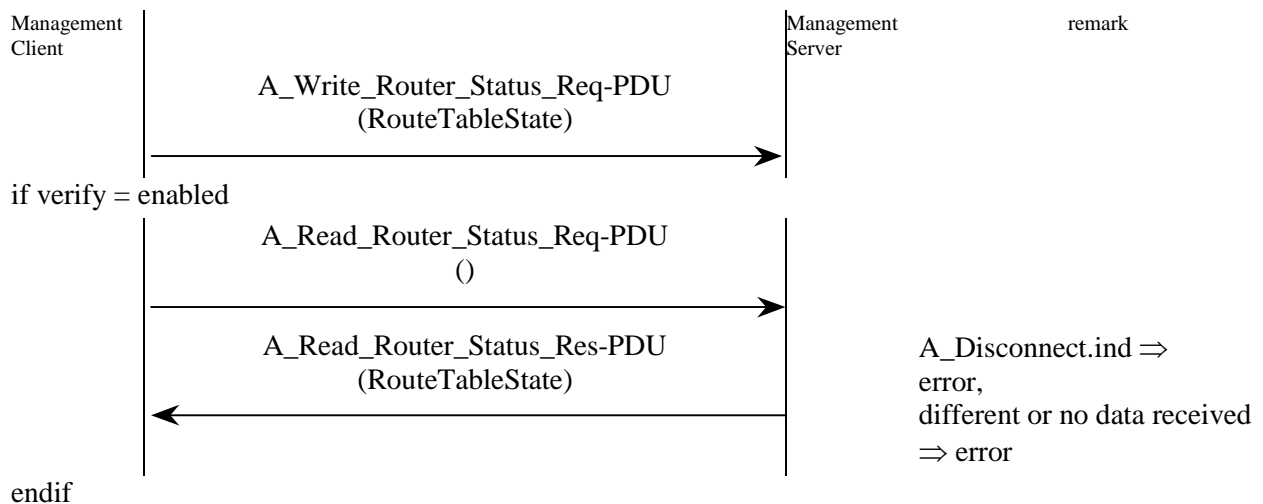 Management Client
Management Server
remark
A_Write_Router_Status_Req-PDU
(RouteTableState)
if verify = enabled
A_Read_Router_Status_Req-PDU
()
A_Read_Router_Status_Res-PDU
(RouteTableState)
A_Disconnect.ind ⇒
error,
different or no data received
⇒ error
endif